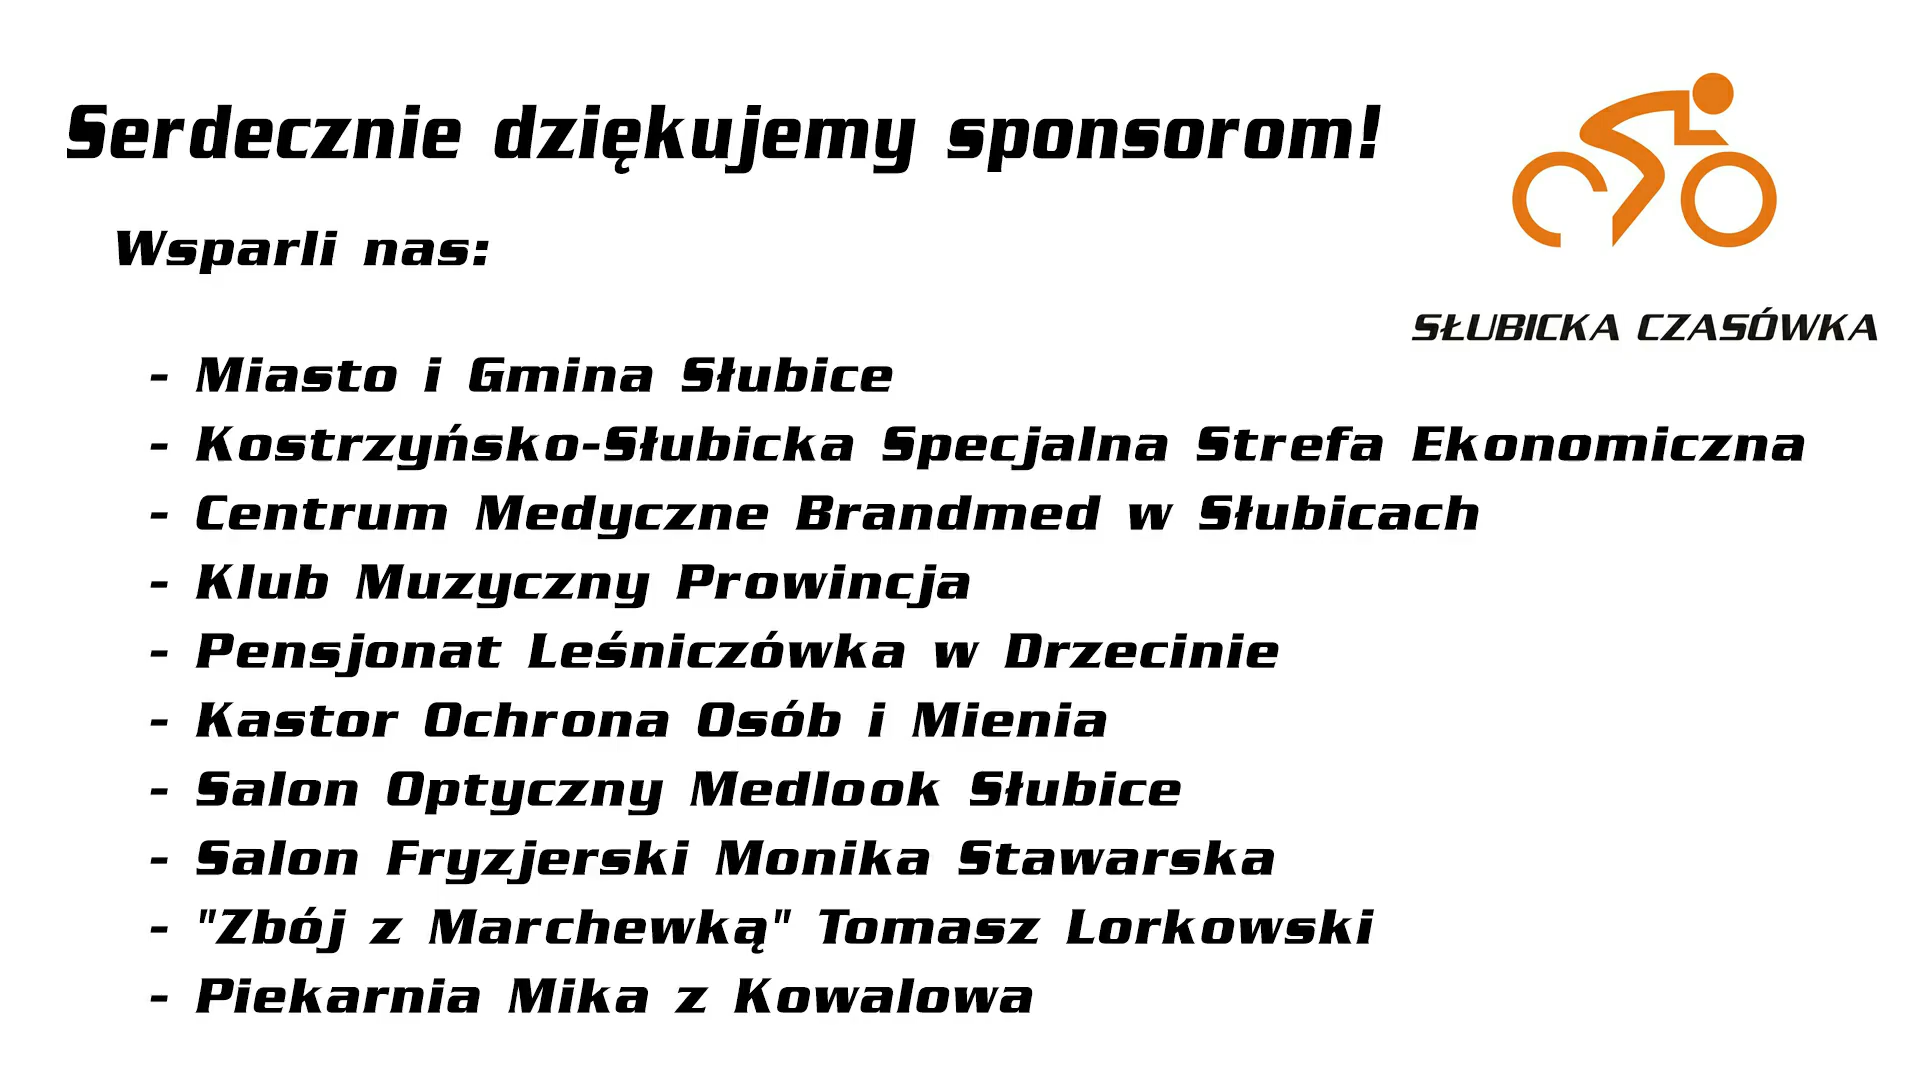 Serdecznie dziękujemy sponsorom!
SŁUBICKA CZASÓWKA
Wsparli nas:
- Miasto i Gmina Słubice
- Kostrzyńsko-Słubicka Specjalna Strefa Ekonomiczna
- Centrum Medyczne Brandmed w Słubicach
- Klub Muzyczny Prowincja
- Pensjonat Leśniczówka w Drzecinie
- Kastor Ochrona Osób i Mienia
- Salon Optyczny Medlook Słubice
- Salon Fryzjerski Monika Stawarska
- "Zbój z Marchewką" Tomasz Lorkowski
- Piekarnia Mika z Kowalowa